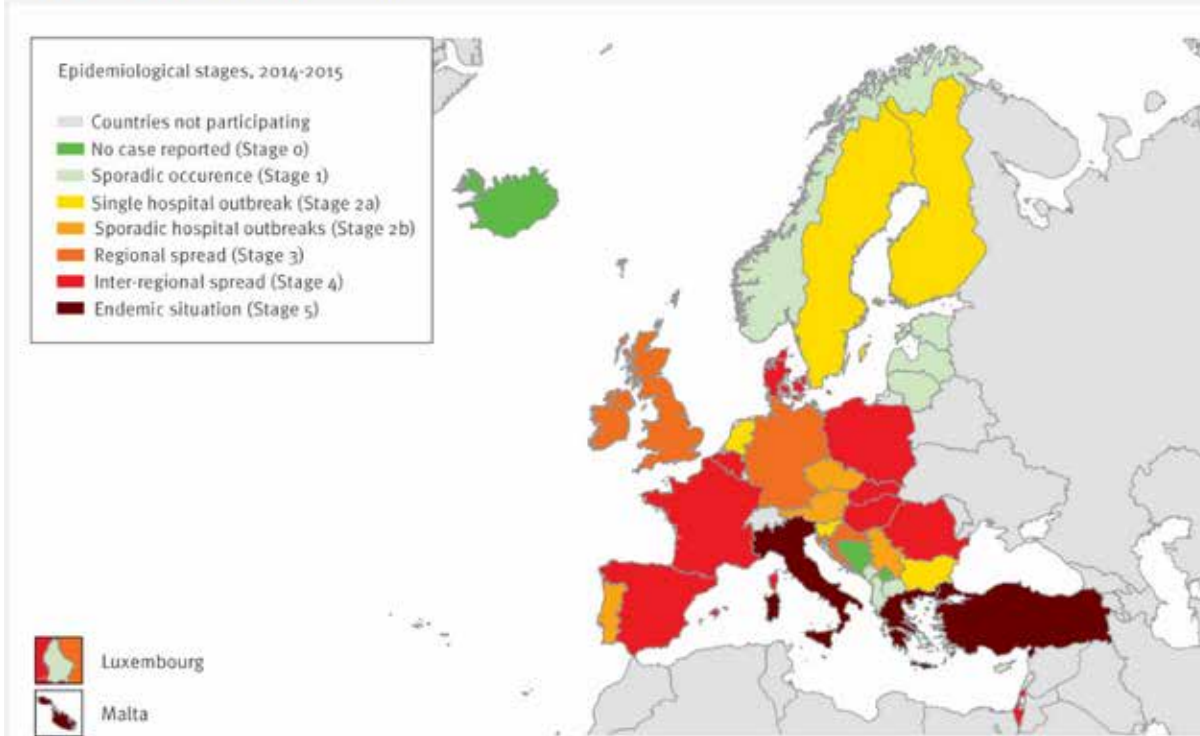 Epidemiological stages, 2014-2015
Countries not participating
No case reported (Stage 0)
Sporadic occurence (Stage 1)
Single hospital outbreak (Stage 2a)
Sporadic hospital outbreaks (Stage 2b)
Regional spread (Stage 3)
Inter-regional spread (Stage 4)
Endemic situation (Stage 5)
Luxembourg
Malta